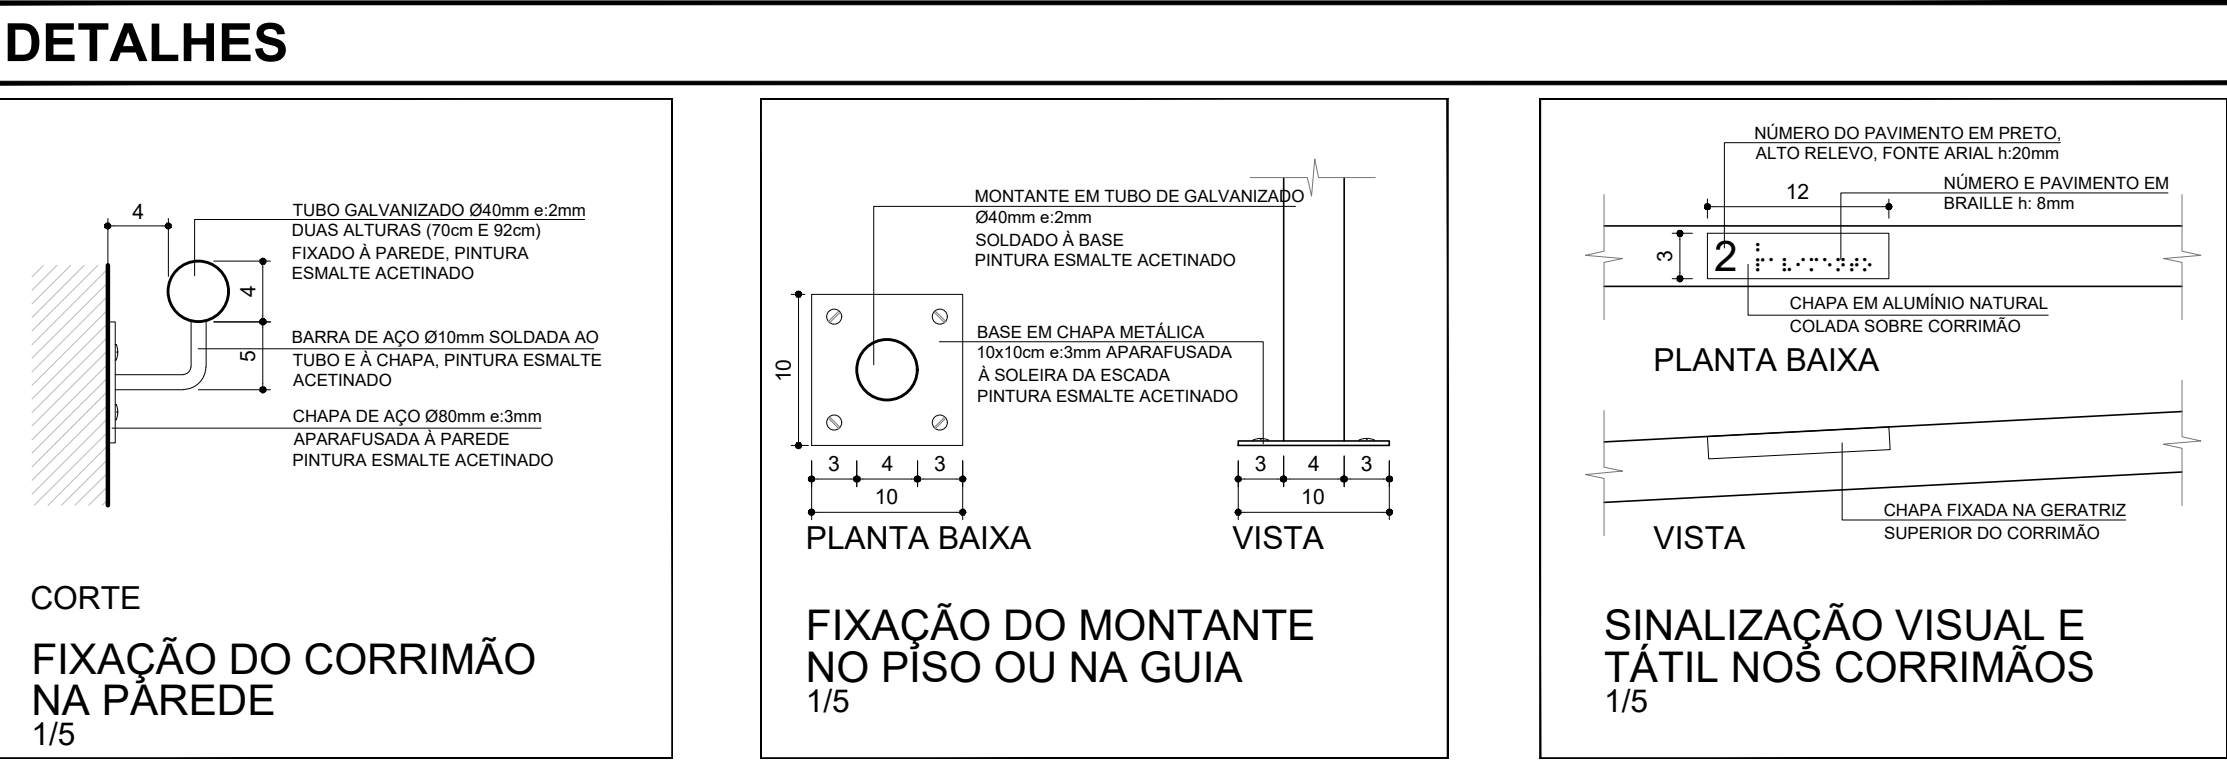 DETALHES
4
TUBO GALVANIZADO Ø40mm e:2mm
DUAS ALTURAS (70cm E 92cm)
FIXADO À PAREDE, PINTURA
ESMALTE ACETINADO
4
BARRA DE AÇO Ø10mm SOLDADA AO
TUBO E À CHAPA, PINTURA ESMALTE
ACETINADO
5
CHAPA DE AÇO Ø80mm e:3mm
APARAFUSADA À PAREDE
PINTURA ESMALTE ACETINADO
CORTE
FIXAÇÃO DO CORRIMÃO
NA PAREDE
1/5
MONTANTE EM TUBO DE GALVANIZADO
Ø40mm e:2mm
SOLDADO À BASE
PINTURA ESMALTE ACETINADO
BASE EM CHAPA METÁLICA
10x10cm e:3mm APARAFUSADA
À SOLEIRA DA ESCADA
PINTURA ESMALTE ACETINADO
10
3 4 3
10
PLANTA BAIXA
3 4 3
10
VISTA
FIXAÇÃO DO MONTANTE
NO PISO OU NA GUIA
1/5
NÚMERO DO PAVIMENTO EM PRETO,
ALTO RELEVO, FONTE ARIAL h:20mm
NÚMERO E PAVIMENTO EM
BRAILLE h: 8mm
12
3
2
CHAPA EM ALUMÍNIO NATURAL
COLADA SOBRE CORRIMÃO
PLANTA BAIXA
CHAPA FIXADA NA GERATRIZ
SUPERIOR DO CORRIMÃO
VISTA
SINALIZAÇÃO VISUAL E
TÁTIL NOS CORRIMÃOS
1/5